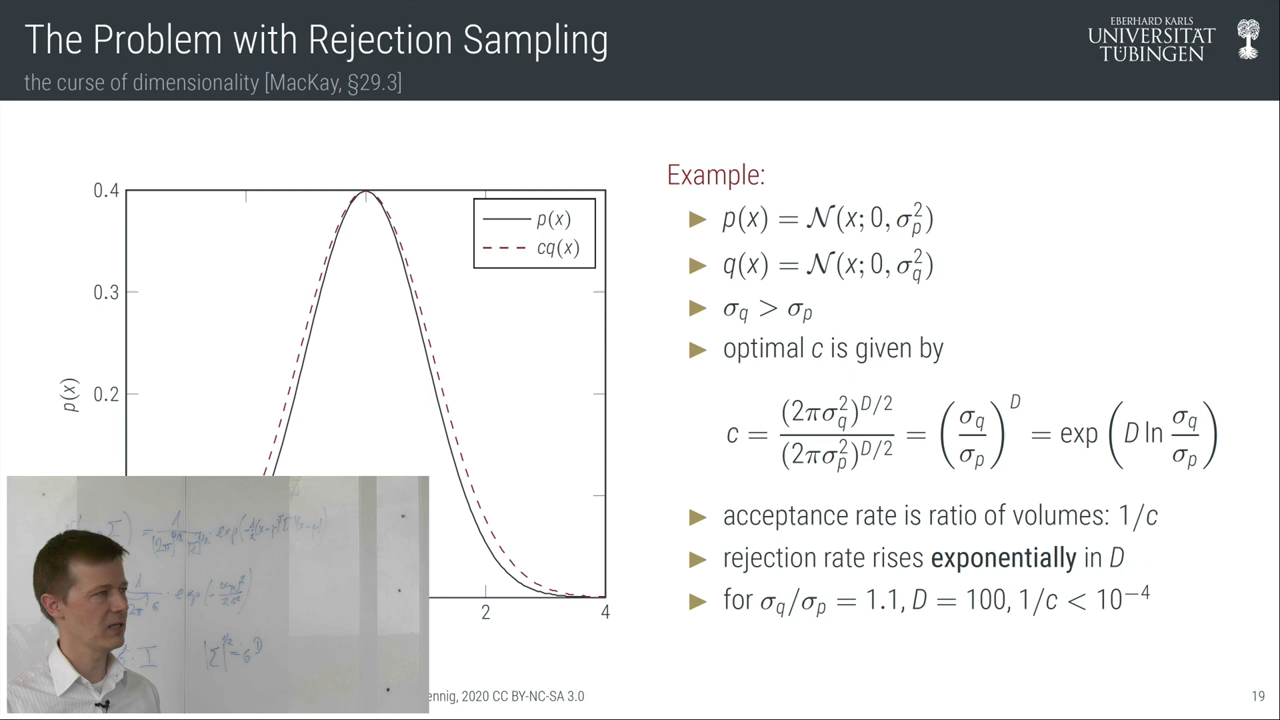 The Problem with Rejection Sampling
the curse of dimensionality [MacKay, §29.3]
EBERHARD KARLS
UNIVERSITÄT
TÜBINGEN
0.4
0.3
0.2
p(x)
2
4
p(x)
cq(x)
Example:
▶ p(x) = 𝒩(x; 0, σ_p^2)
▶ q(x) = 𝒩(x; 0, σ_q^2)
▶ σ_q > σ_p
▶ optimal c is given by
c = (2πσ_q^2)^{D/2} / (2πσ_p^2)^{D/2} = (σ_q / σ_p)^D = exp (D ln σ_q / σ_p)
▶ acceptance rate is ratio of volumes: 1/c
▶ rejection rate rises exponentially in D
▶ for σ_q/σ_p = 1.1, D = 100, 1/c < 10^{−4}
|Σ|^{1/2} = σ^D
ennig, 2020 CC BY-NC-SA 3.0
19